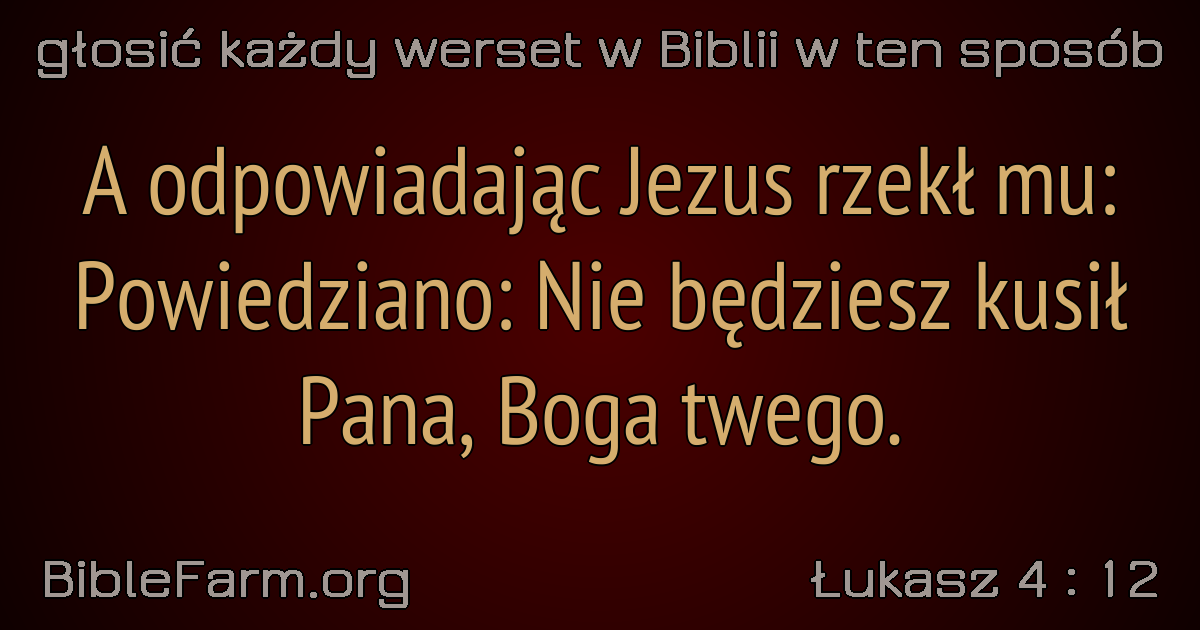 głosić każdy werset w Biblii w ten sposób
A odpowiadając Jezus rzekł mu:
Powiedziano: Nie będziesz kusił
Pana, Boga twego.
BibleFarm.org
Łukasz 4 : 12